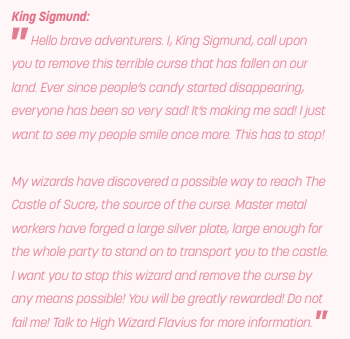 King Sigmund:
"Hello brave adventurers. I, King Sigmund, call upon
you to remove this terrible curse that has fallen on our
land. Ever since people's candy started disappearing,
everyone has been so very sad! It's making me sad! I just
want to see my people smile once more. This has to stop!
My wizards have discovered a possible way to reach The
Castle of Sucre, the source of the curse. Master metal
workers have forged a large silver plate, large enough for
the whole party to stand on to transport you to the castle.
I want you to stop this wizard and remove the curse by
any means possible! You will be greatly rewarded! Do not
fail me! Talk to High Wizard Flavius for more information."